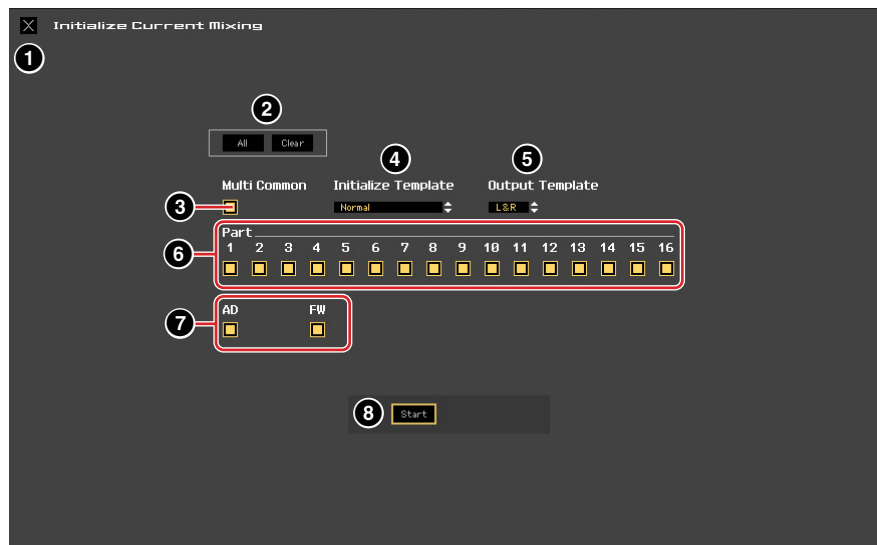 X Initialize Current Mixing
1
2
All Clear
4 5
Multi Common Initialize Template Output Template
3 Normal L&R
Part
6 1 2 3 4 5 6 7 8 9 10 11 12 13 14 15 16
AD FW
7
8 Start